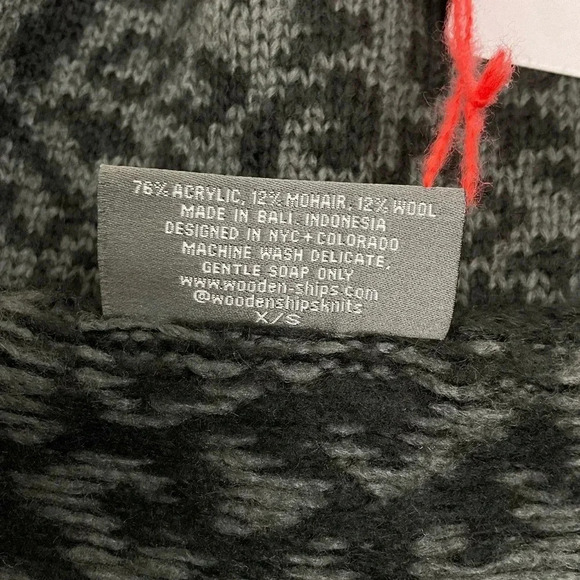 76% ACRYLIC, 12% MOHAIR, 12% WOOL
MADE IN BALI, INDONESIA
DESIGNED IN NYC + COLORADO
MACHINE WASH DELICATE,
GENTLE SOAP ONLY
www.wooden-ships.com
@woodenshipsknits
X/S